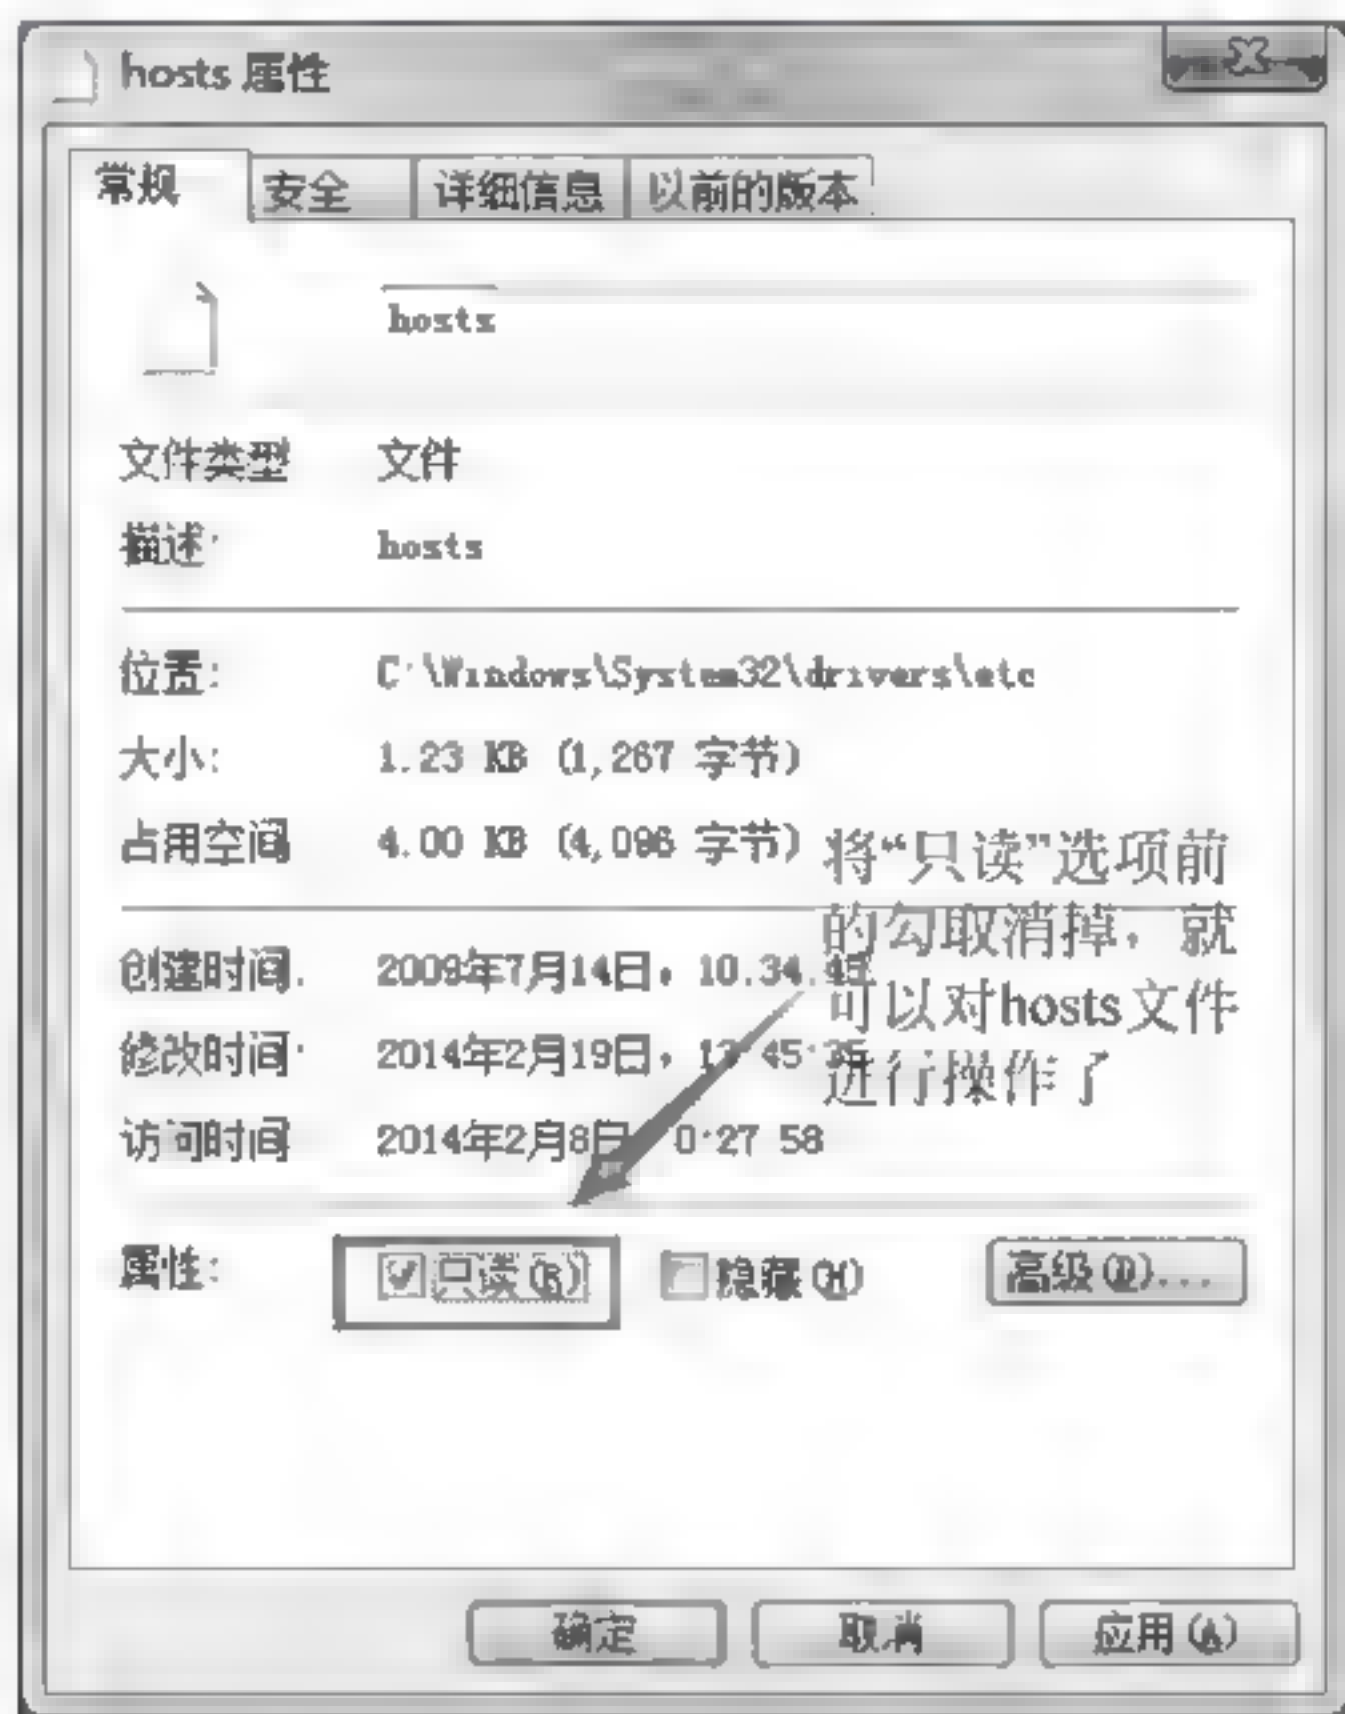 hosts 属性
常规 安全 详细信息 以前的版本
hosts
文件类型 文件
描述: hosts
位置: C:\Windows\System32\drivers\etc
大小: 1.23 KB (1,267 字节)
占用空间 4.00 KB (4,096 字节)
将“只读”选项前
的勾取消掉,就
可以对hosts文件
进行操作了
创建时间: 2009年7月14日,10:34:
修改时间: 2014年2月19日,
访问时间 2014年2月8日 0:27 58
属性: 只读(R) 隐藏(H) 高级(D)...
确定 取消 应用(A)